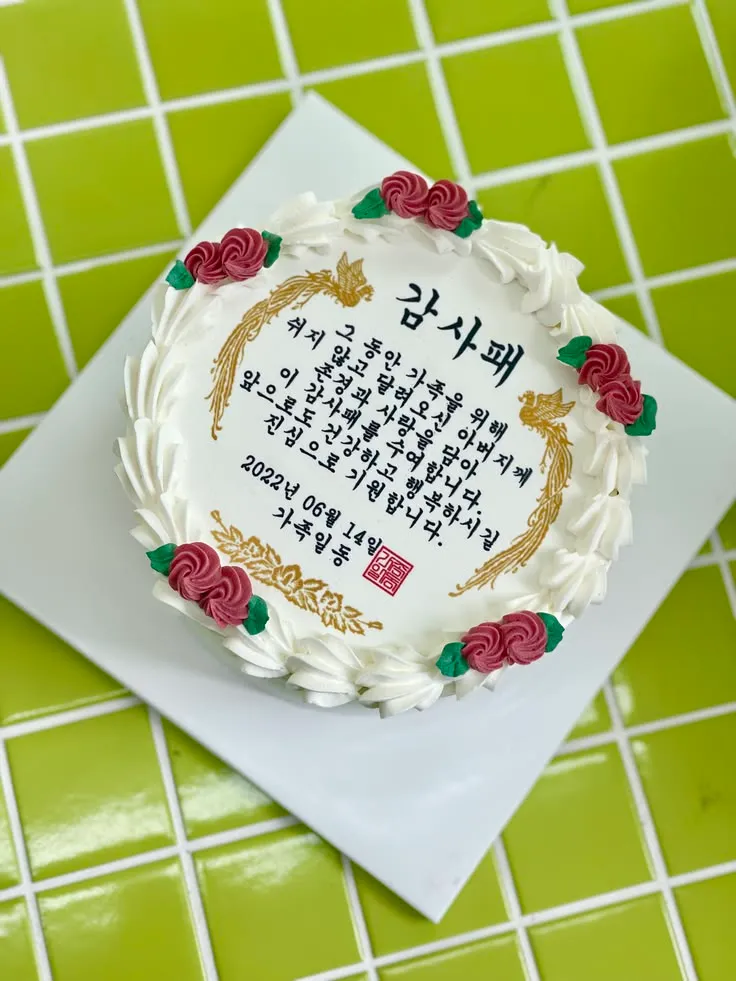 감사패
그 동안 가족을 위해
쉬지 않고 달려오신 아버지께
존경과 사랑을 담아
이 감사패를 수여합니다.
앞으로도 건강하고 행복하시길
진심으로 기원합니다.
2022년 06월 14일
가족일동